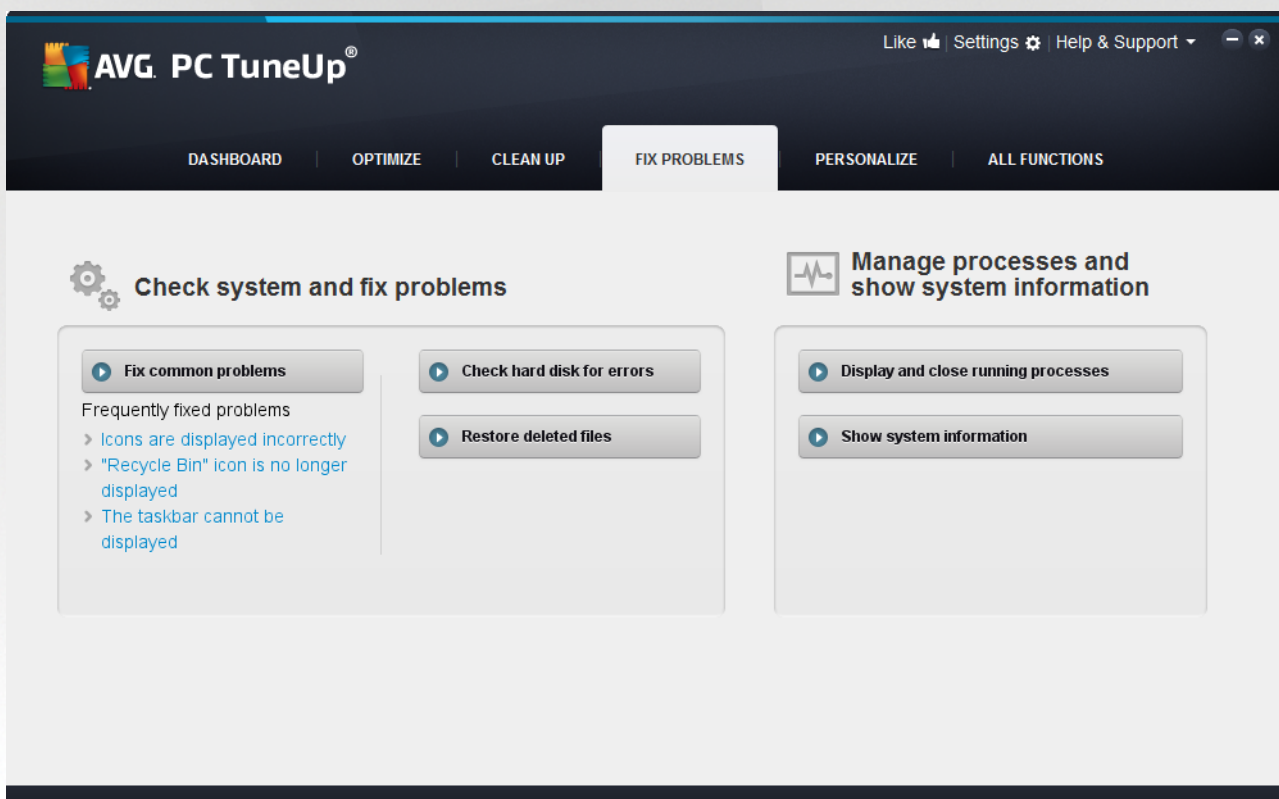 Like | Settings | Help & Support
AVG. PC TuneUp®
DASHBOARD | OPTIMIZE | CLEAN UP | FIX PROBLEMS | PERSONALIZE | ALL FUNCTIONS
Check system and fix problems
Fix common problems
Frequently fixed problems
Icons are displayed incorrectly
"Recycle Bin" icon is no longer
displayed
The taskbar cannot be
displayed
Check hard disk for errors
Restore deleted files
Manage processes and
show system information
Display and close running processes
Show system information